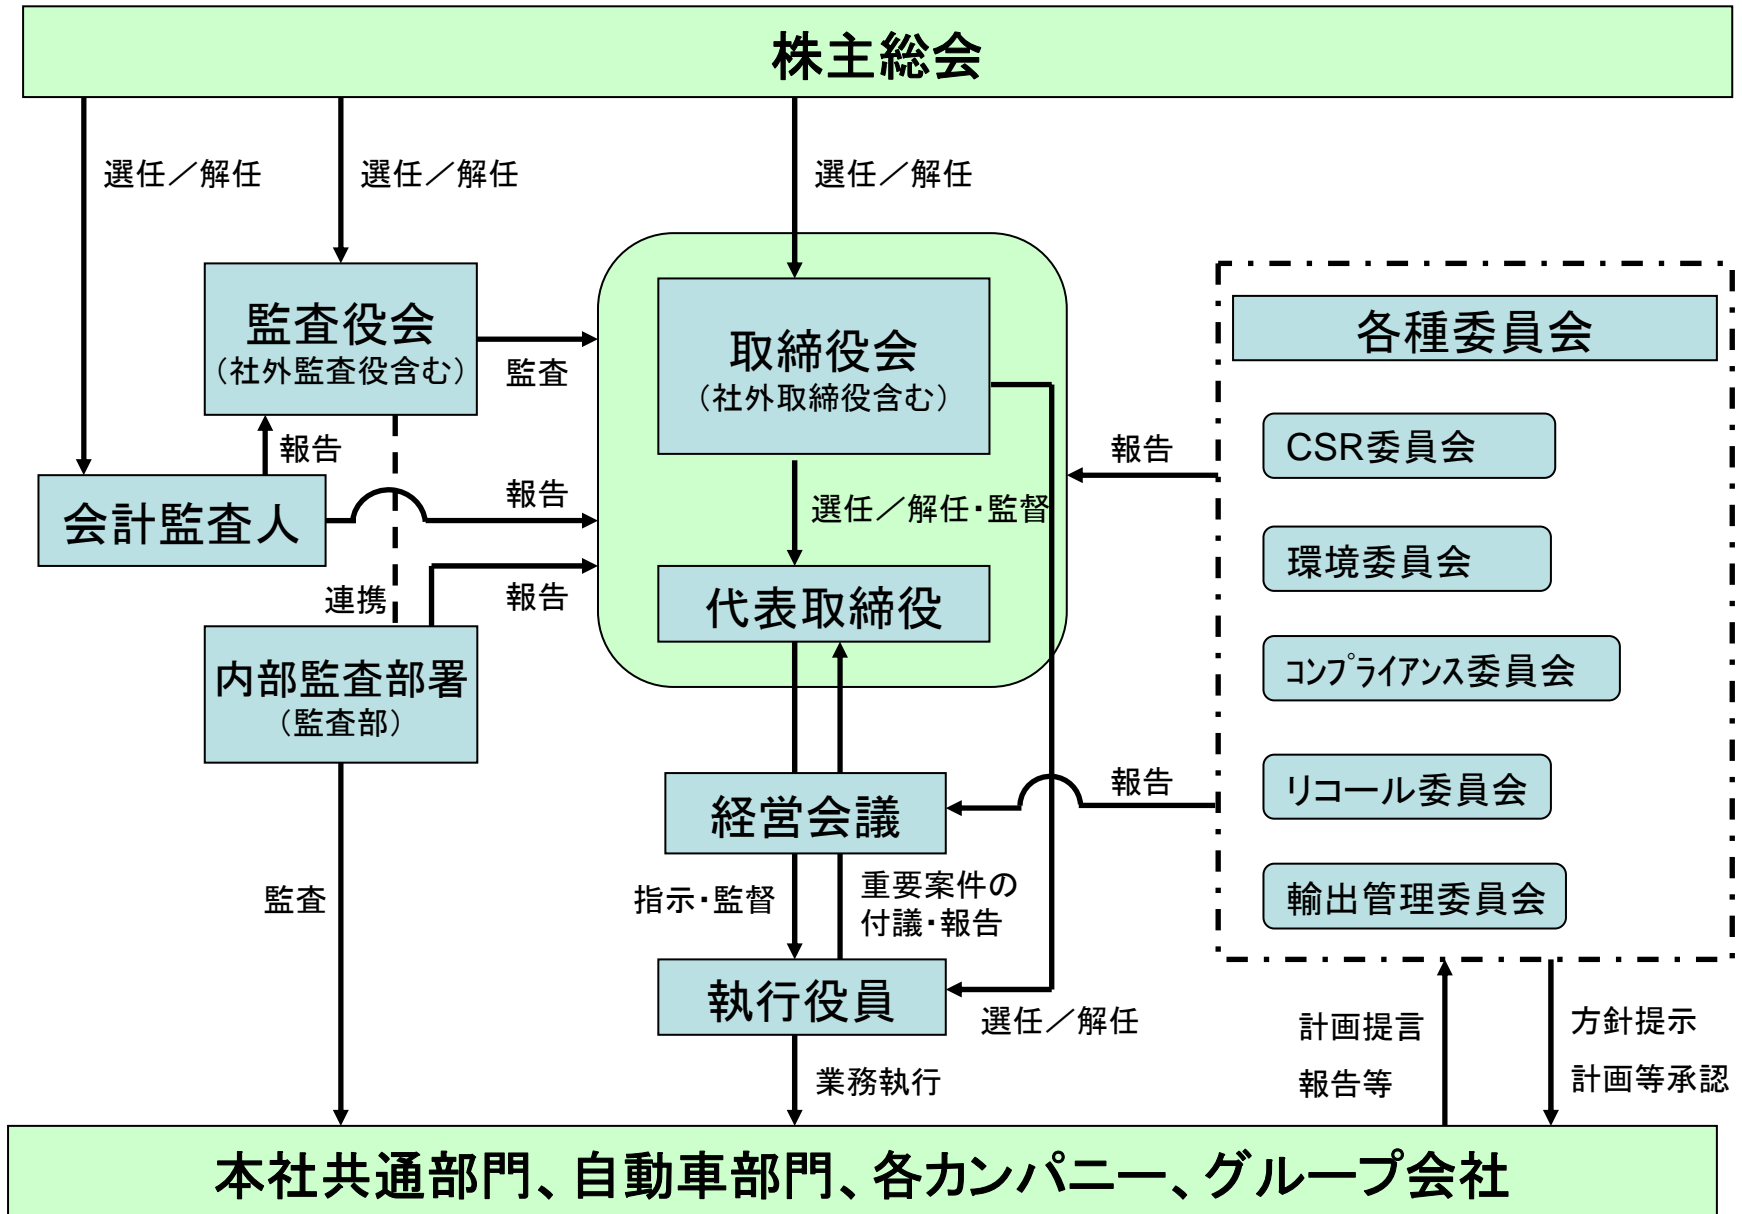 株主総会
選任／解任
選任／解任
選任／解任
監査役会
（社外監査役含む）
監査
取締役会
（社外取締役含む）
各種委員会
報告
CSR委員会
報告
会計監査人
報告
選任／解任・監督
環境委員会
連携
報告
代表取締役
内部監査部署
（監査部）
コンプライアンス委員会
経営会議
報告
リコール委員会
監査
指示・監督
重要案件の
付議・報告
輸出管理委員会
執行役員
選任／解任
計画提言
報告等
方針提示
計画等承認
業務執行
本社共通部門、自動車部門、各カンパニー、グループ会社